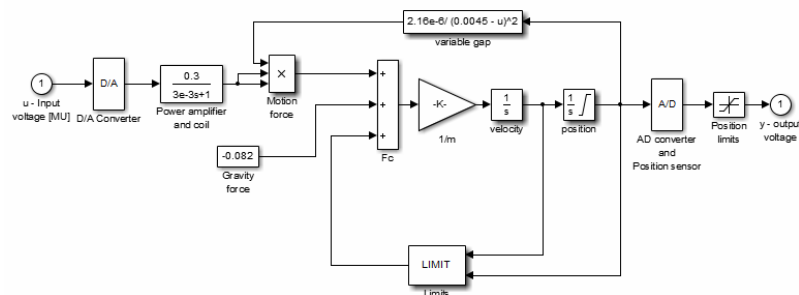 2.16e-6/ (0.0045 - u)^2
variable gap
1
u - Input
voltage [MU]
D/A
D/A Converter
0.3
3e-3s+1
Power amplifier
and coil
×
Motion
force
-0.082
Gravity
force
+
+
+
Fc
-K-
1/m
1
s
velocity
1
s
position
A/D
AD converter
and
Position sensor
Position
limits
1
y - output
voltage
LIMIT
Limits